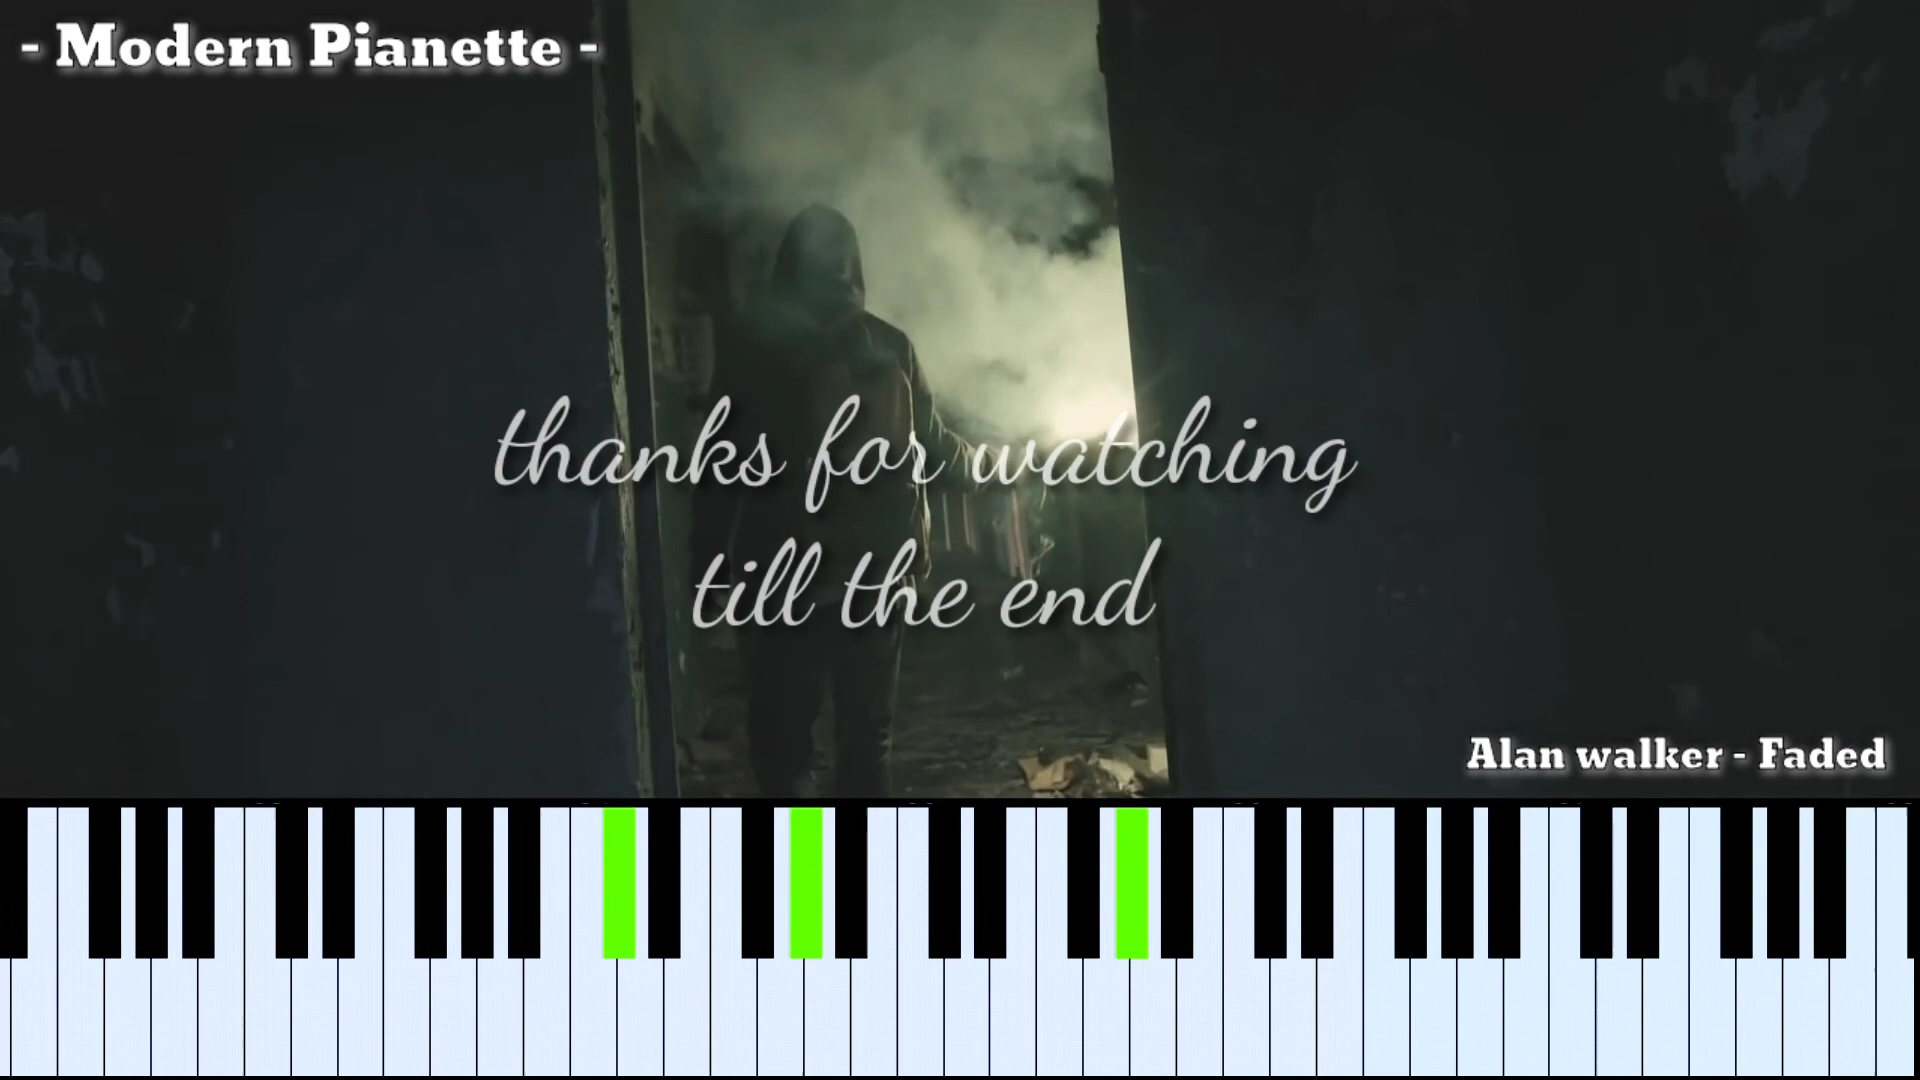 - Modern Pianette -
thanks for watching
till the end
Alan walker - Faded